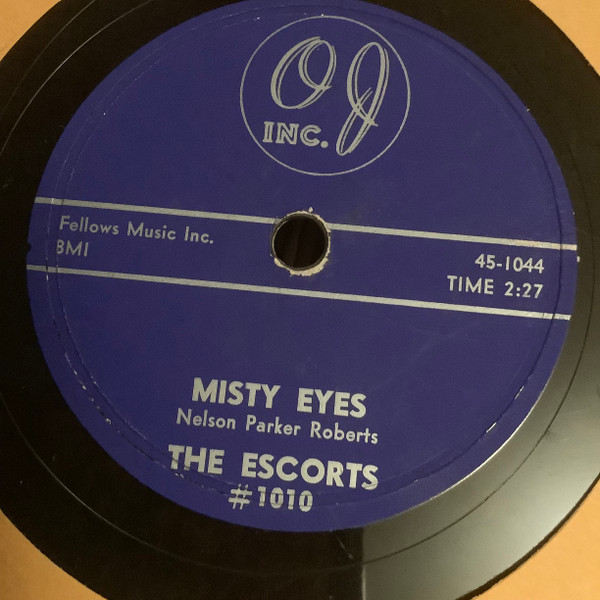 OJ
INC.
Fellows Music Inc.
BMI
45-1044
TIME 2:27
MISTY EYES
Nelson Parker Roberts
THE ESCORTS
#1010